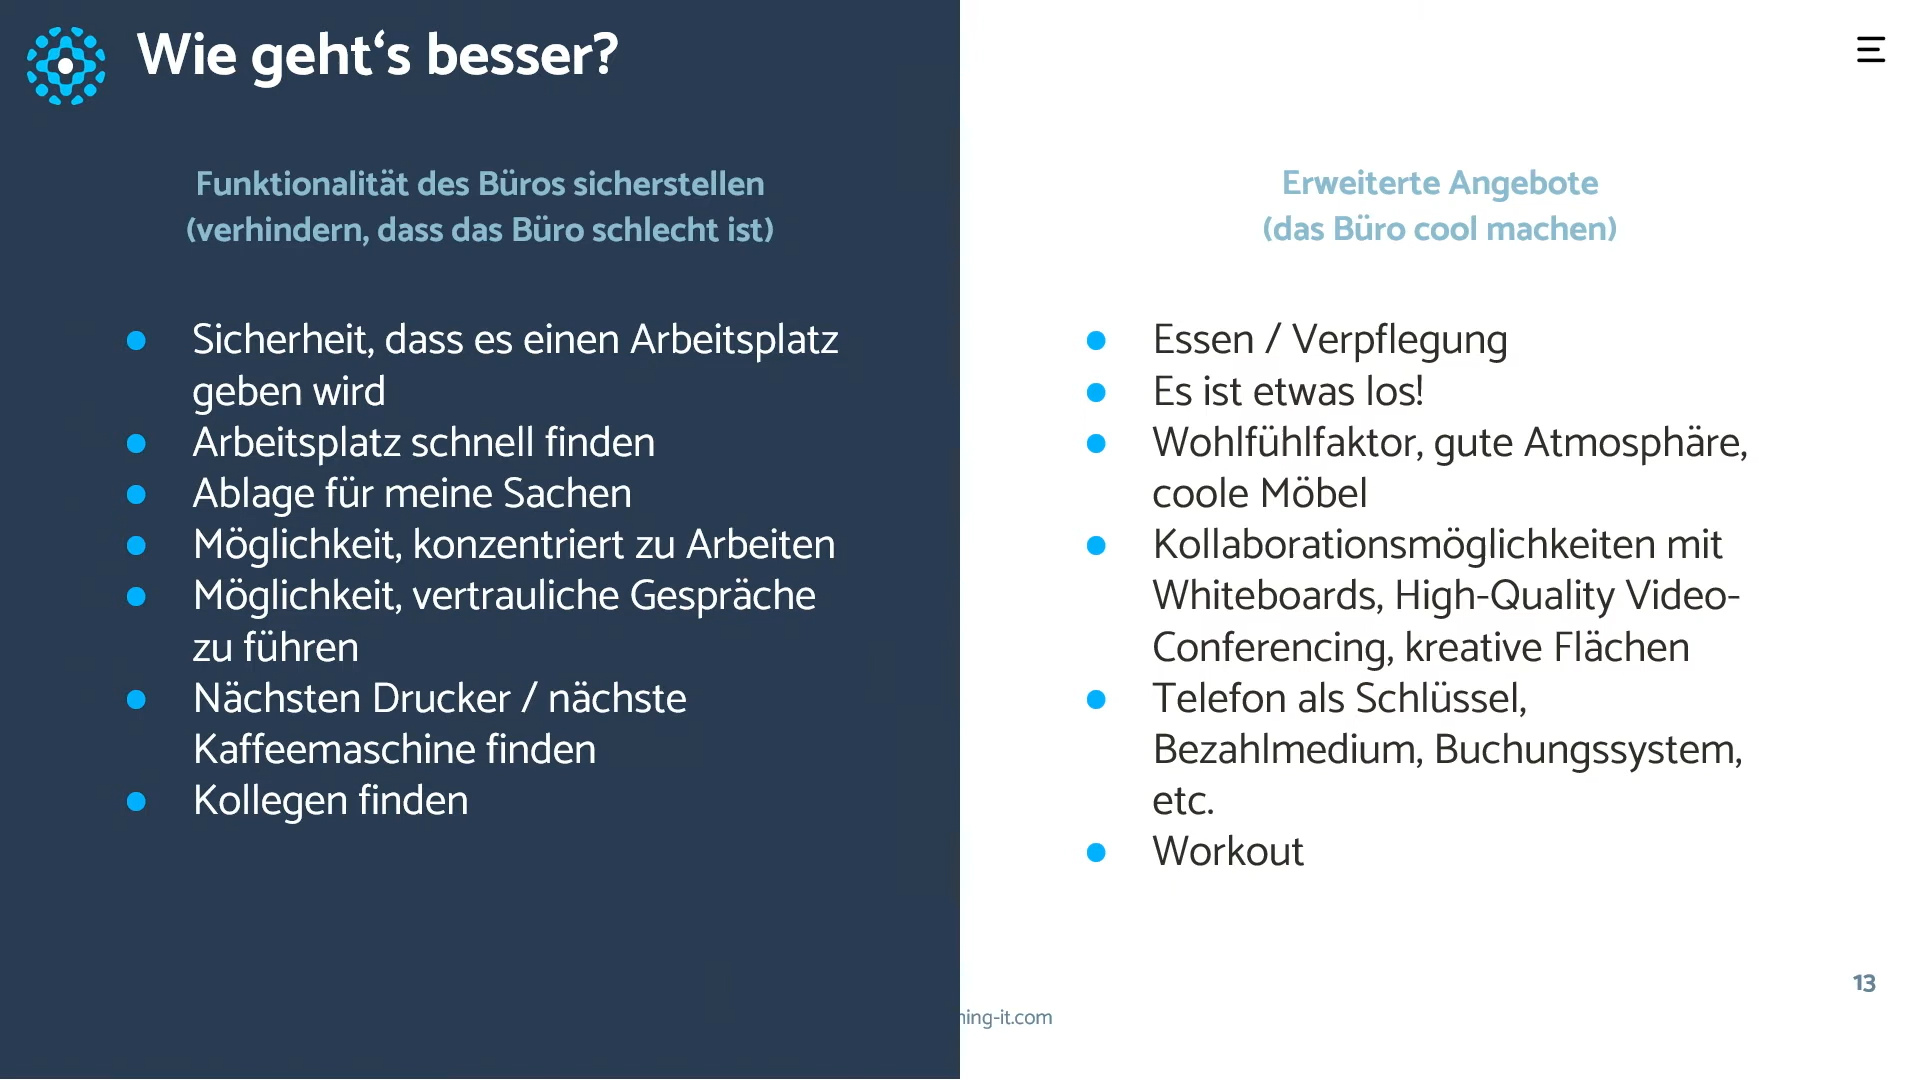 Wie geht‘s besser?
Funktionalität des Büros sicherstellen
(verhindern, dass das Büro schlecht ist)
Sicherheit, dass es einen Arbeitsplatz
geben wird
Arbeitsplatz schnell finden
Ablage für meine Sachen
Möglichkeit, konzentriert zu Arbeiten
Möglichkeit, vertrauliche Gespräche
zu führen
Nächsten Drucker / nächste
Kaffeemaschine finden
Kollegen finden
Erweiterte Angebote
(das Büro cool machen)
Essen / Verpflegung
Es ist etwas los!
Wohlfühlfaktor, gute Atmosphäre,
coole Möbel
Kollaborationsmöglichkeiten mit
Whiteboards, High-Quality Video-
Conferencing, kreative Flächen
Telefon als Schlüssel,
Bezahlmedium, Buchungssystem,
etc.
Workout
13
ing-it.com